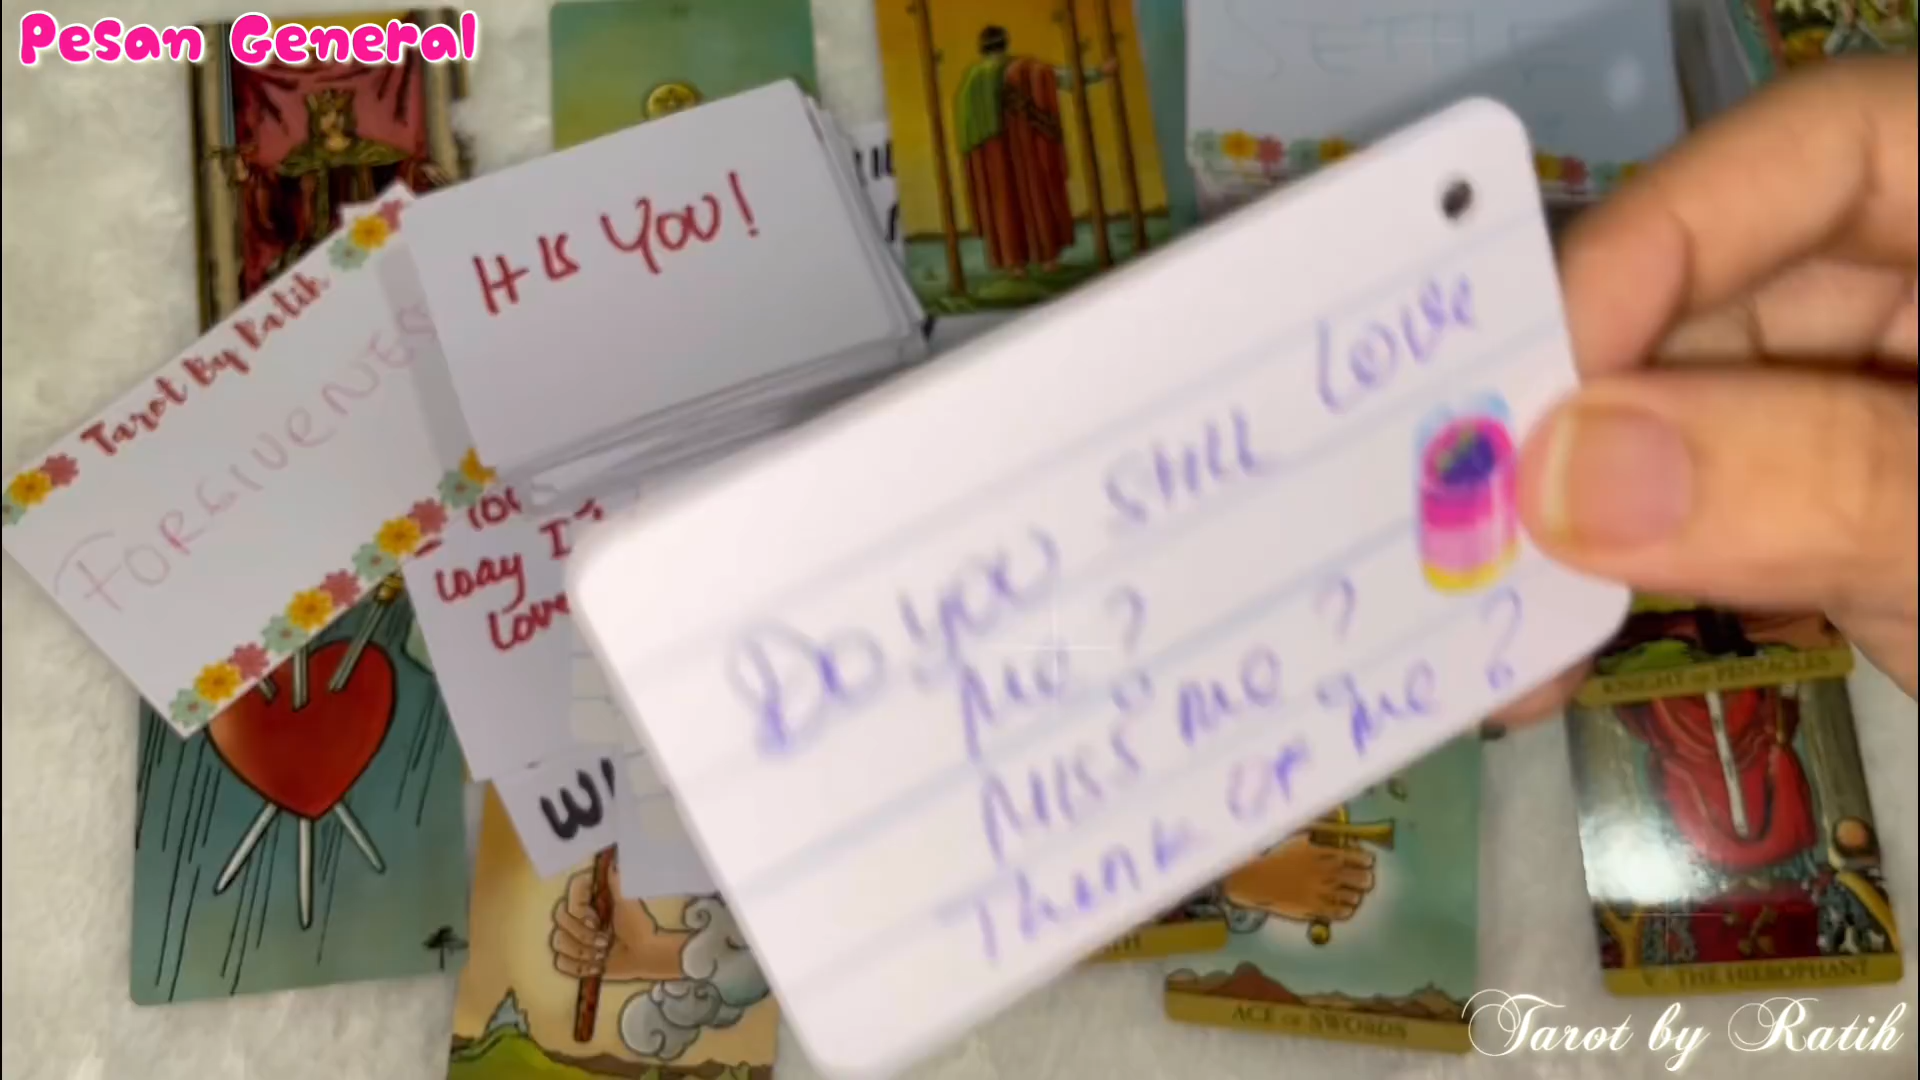 Pesan General
SETTLE
It is You!
Tarot By Ratih
FORGIVENESS
way I
Love
Do you still Love
me?
Miss me?
Think of me?
KNIGHT OF PENTACLES
ACE OF SWORDS
V · THE HIEROPHANT
Tarot by Ratih